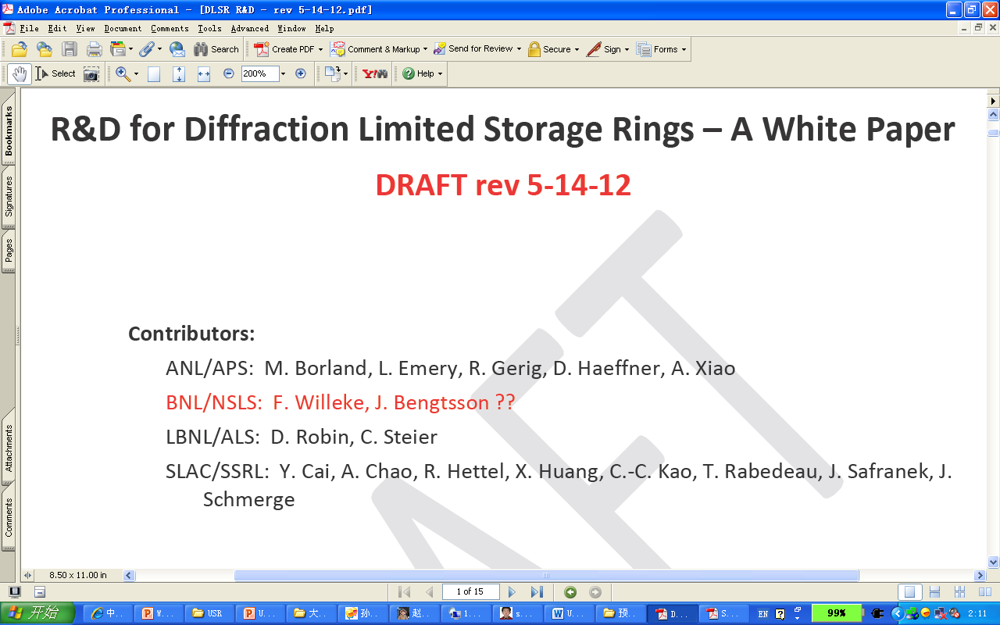 Adobe Acrobat Professional - [DLSR R&D - rev 5-14-12.pdf]
File Edit View Document Comments Tools Advanced Window Help
Search Create PDF Comment & Markup Send for Review Secure Sign Forms
Select 200% Y! Help
Bookmarks
Signatures
Pages
Attachments
Comments
R&D for Diffraction Limited Storage Rings – A White Paper
DRAFT rev 5-14-12
Contributors:
ANL/APS: M. Borland, L. Emery, R. Gerig, D. Haeffner, A. Xiao
BNL/NSLS: F. Willeke, J. Bengtsson ??
LBNL/ALS: D. Robin, C. Steier
SLAC/SSRL: Y. Cai, A. Chao, R. Hettel, X. Huang, C.-C. Kao, T. Rabedeau, J. Safranek, J.
Schmerge
AFT
8.50 x 11.00 in
1 of 15
开始 中.. W... USR U... 大.. 孙.. 赵.. 1... s... U... 预.. D... S... EN 99% 2:11